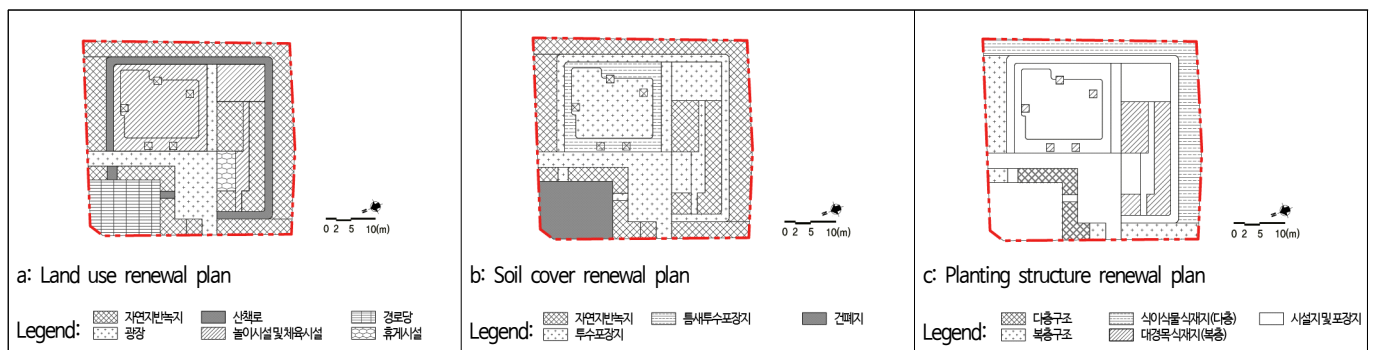 0 2 5 10(m)
0 2 5 10(m)
0 2 5 10(m)
a: Land use renewal plan
b: Soil cover renewal plan
c: Planting structure renewal plan
Legend: 자연지반녹지 산책로 경로당
광장 놀이시설 및 체육시설 휴게시설
Legend: 자연지반녹지 틈새투수포장지 건폐지
투수포장지
Legend: 다층구조 식이식물식재지(다층) 시설지 및 포장지
복층구조 대경목 식재지(복층)